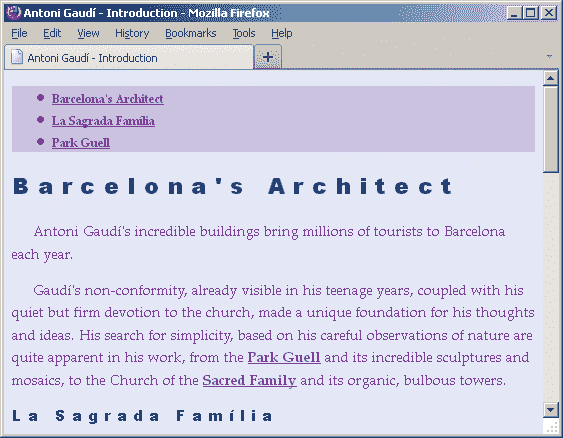 Antoni Gaudí - Introduction - Mozilla Firefox
File Edit View History Bookmarks Tools Help
Antoni Gaudí - Introduction
Barcelona's Architect
La Sagrada Família
Park Guell
Barcelona's Architect
Antoni Gaudí's incredible buildings bring millions of tourists to Barcelona
each year.
Gaudí's non-conformity, already visible in his teenage years, coupled with his
quiet but firm devotion to the church, made a unique foundation for his thoughts
and ideas. His search for simplicity, based on his careful observations of nature are
quite apparent in his work, from the Park Guell and its incredible sculptures and
mosaics, to the Church of the Sacred Family and its organic, bulbous towers.
La Sagrada Família